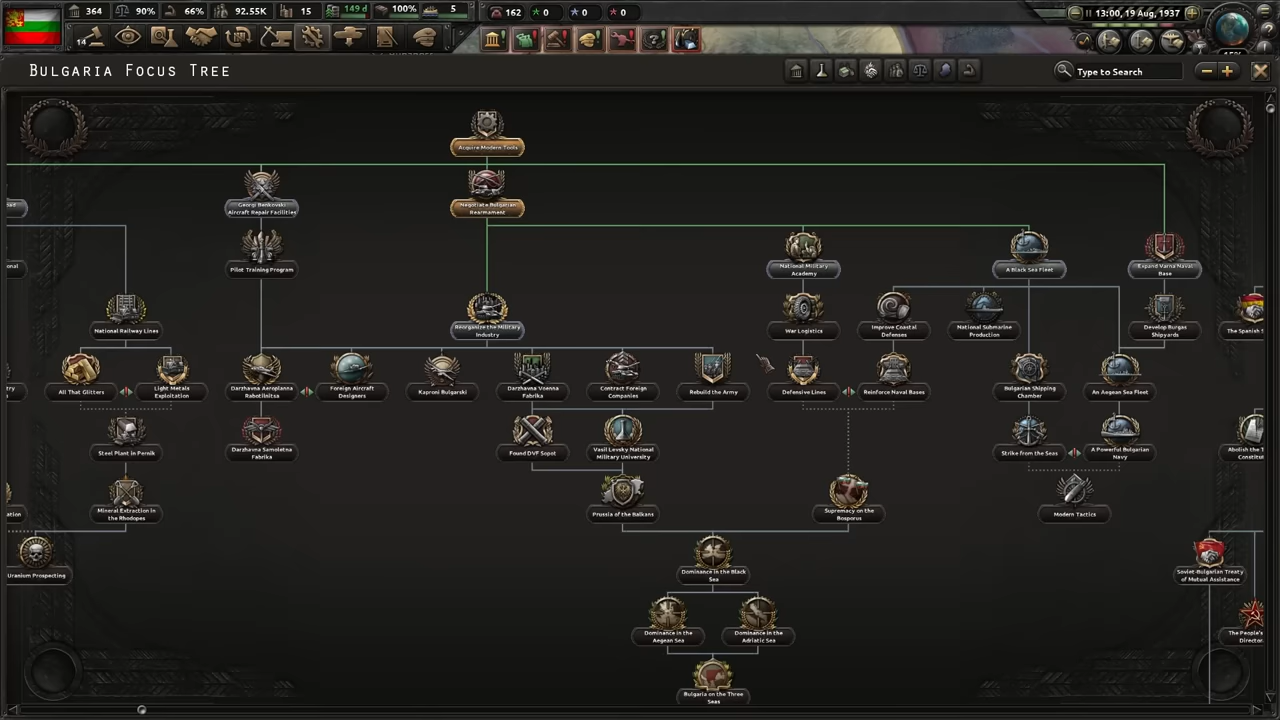 364
90%
66%
92.55K
15
149 d
100%
5
162
0
0
0
13:00, 19 Aug, 1937
14
BULGARIA FOCUS TREE
Type to Search
Acquire Modern Tools
Georgi Benkovski
Aircraft Repair Facilities
Negotiate Bulgarian
Rearmament
Pilot Training Program
National Military
Academy
A Black Sea Fleet
Expand Varna Naval
Base
National Railway Lines
Reorganize the Military
Industry
War Logistics
Improve Coastal
Defenses
National Submarine
Production
Develop Burgas
Shipyards
The Spanish
All That Glitters
Light Metals
Exploitation
Darzhavna Aeroplanna
Rabotilnitsa
Foreign Aircraft
Designers
Kaproni Bulgarski
Darzhavna Voenna
Fabrika
Contract Foreign
Companies
Rebuild the Army
Defensive Lines
Reinforce Naval Bases
Bulgarian Shipping
Chamber
An Aegean Sea Fleet
Steel Plant in Pernik
Darzhavna Samoletna
Fabrika
Found DVF Sopot
Vasil Levsky National
Military University
Strike from the Seas
A Powerful Bulgarian
Navy
Abolish the T
Constitut
Mineral Extraction in
the Rhodopes
Prussia of the Balkans
Supremacy on the
Bosporus
Modern Tactics
Uranium Prospecting
Dominance in the Black
Sea
Soviet-Bulgarian Treaty
of Mutual Assistance
Dominance in the
Aegean Sea
Dominance in the
Adriatic Sea
The People's
Director
Bulgaria on the Three
Seas